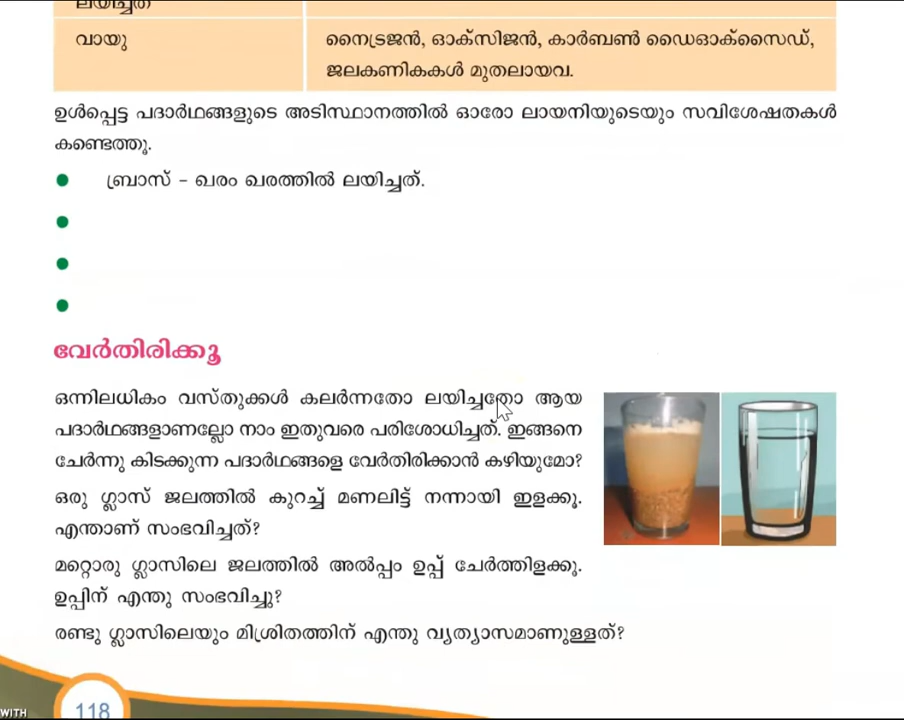 ലയിച്ചത്
വായു
നൈട്രജൻ, ഓക്സിജൻ, കാർബൺ ഡൈഓക്സൈഡ്,
ജലകണികകൾ മുതലായവ.
ഉൾപ്പെട്ട പദാർഥങ്ങളുടെ അടിസ്ഥാനത്തിൽ ഓരോ ലായനിയുടെയും സവിശേഷതകൾ
കണ്ടെത്തൂ.
ബ്രാസ് - ഖരം ഖരത്തിൽ ലയിച്ചത്.
വേർതിരിക്കൂ
ഒന്നിലധികം വസ്തുക്കൾ കലർന്നതോ ലയിച്ചതോ ആയ
പദാർഥങ്ങളാണല്ലോ നാം ഇതുവരെ പരിശോധിച്ചത്. ഇങ്ങനെ
ചേർന്നു കിടക്കുന്ന പദാർഥങ്ങളെ വേർതിരിക്കാൻ കഴിയുമോ?
ഒരു ഗ്ലാസ് ജലത്തിൽ കുറച്ച് മണലിട്ട് നന്നായി ഇളക്കൂ.
എന്താണ് സംഭവിച്ചത്?
മറ്റൊരു ഗ്ലാസിലെ ജലത്തിൽ അൽപ്പം ഉപ്പ് ചേർത്തിളക്കൂ.
ഉപ്പിന് എന്തു സംഭവിച്ചു?
രണ്ടു ഗ്ലാസിലെയും മിശ്രിതത്തിന് എന്തു വ്യത്യാസമാണുള്ളത്?
118
WITH